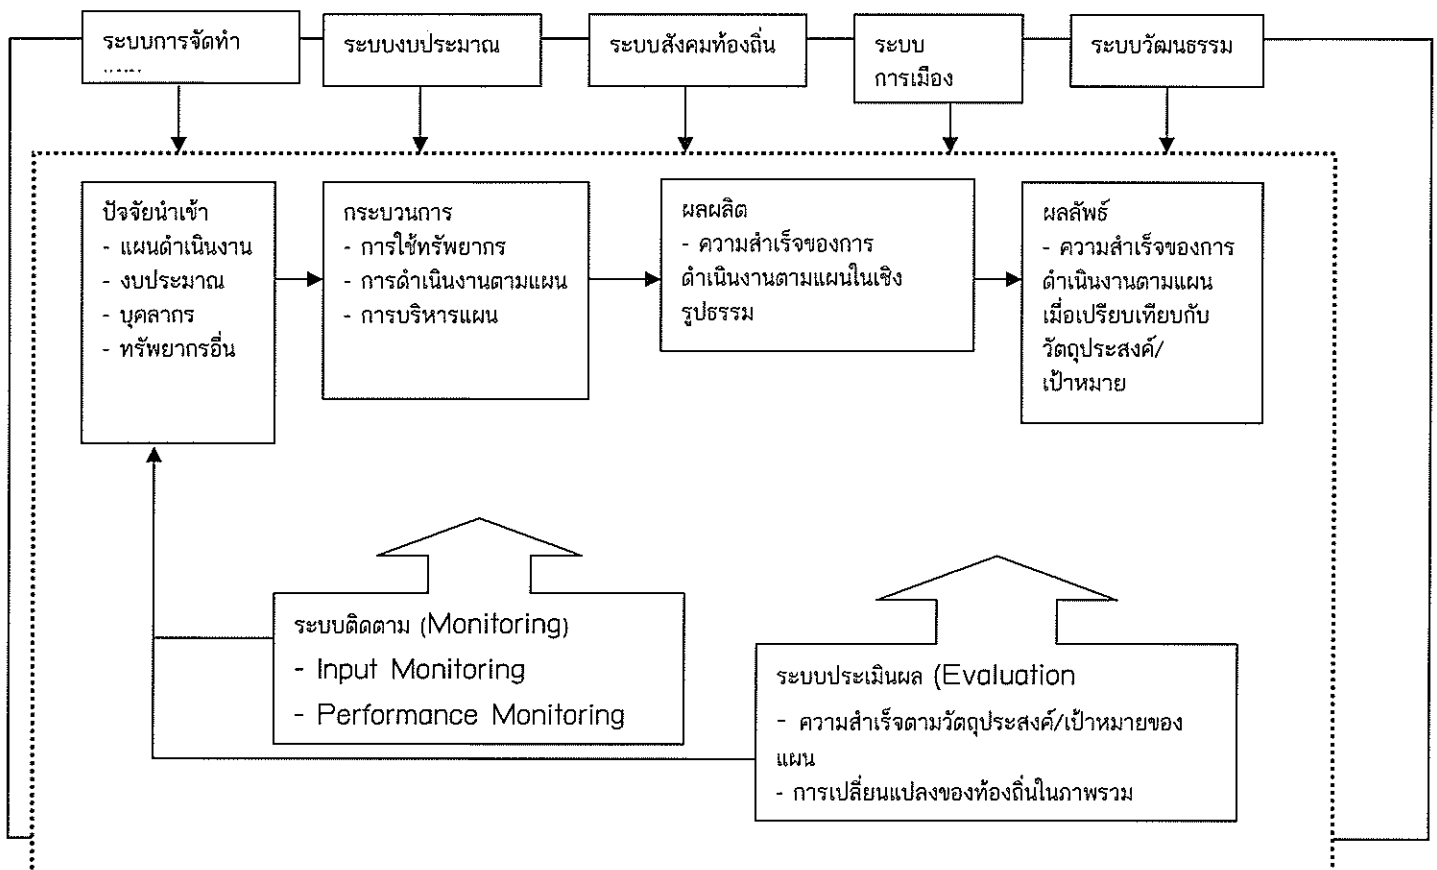 ระบบการจัดทำ
ระบบงบประมาณ
ระบบสังคมท้องถิ่น
ระบบ
การเมือง
ระบบวัฒนธรรม
ปัจจัยนำเข้า
- แผนดำเนินงาน
- งบประมาณ
- บุคลากร
- ทรัพยากรอื่น
กระบวนการ
- การใช้ทรัพยากร
- การดำเนินงานตามแผน
- การบริหารแผน
ผลผลิต
- ความสำเร็จของการ
ดำเนินงานตามแผนในเชิง
รูปธรรม
ผลลัพธ์
- ความสำเร็จของการ
ดำเนินงานตามแผน
เมื่อเปรียบเทียบกับ
วัตถุประสงค์/
เป้าหมาย
ระบบติดตาม (Monitoring)
- Input Monitoring
- Performance Monitoring
ระบบประเมินผล (Evaluation
- ความสำเร็จตามวัตถุประสงค์/เป้าหมายของ
แผน
- การเปลี่ยนแปลงของท้องถิ่นในภาพรวม